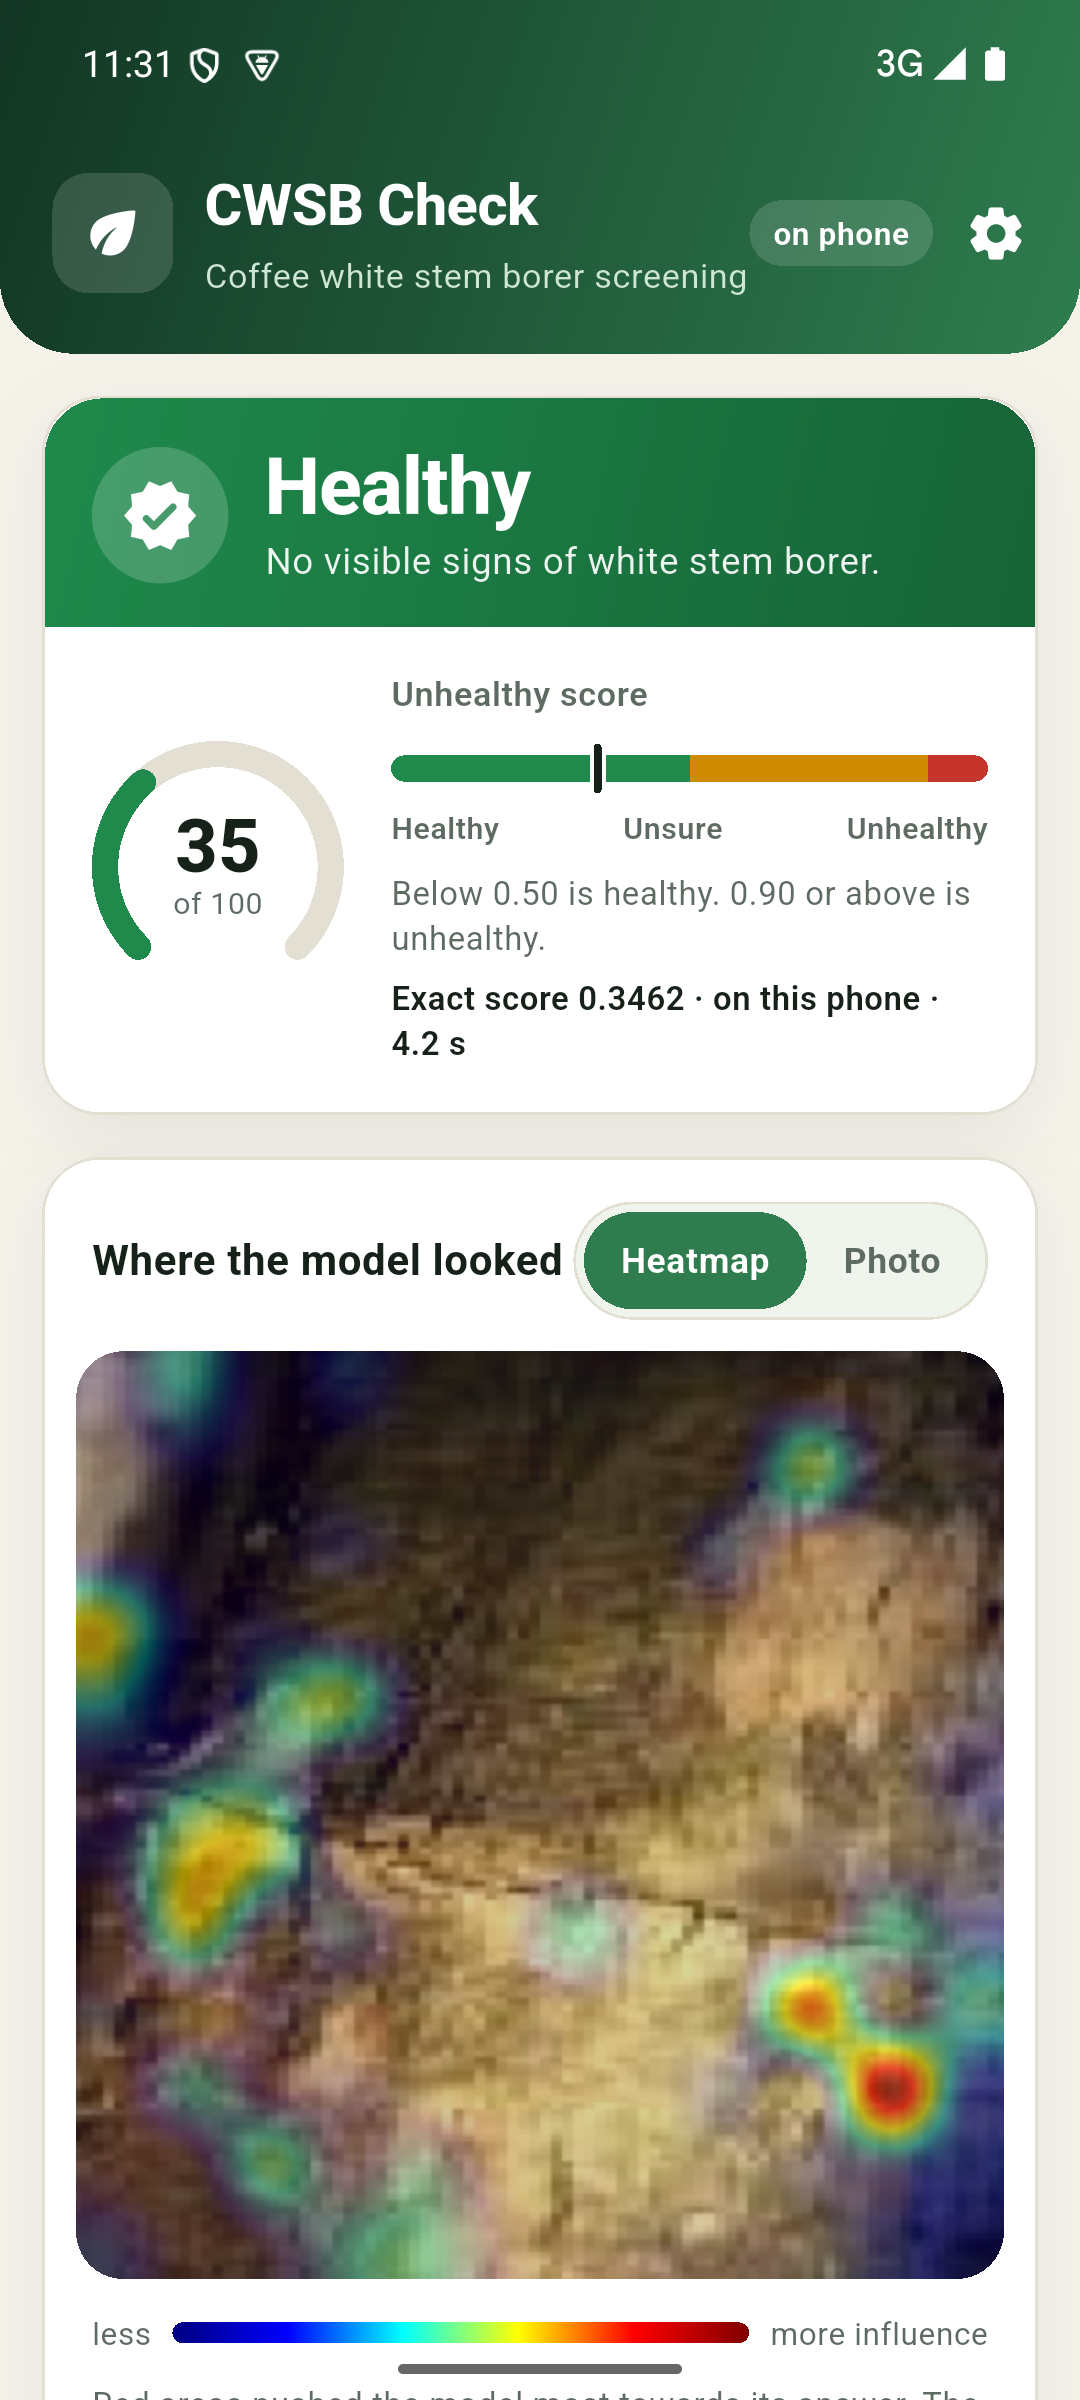 11:31
3G
CWSB Check
Coffee white stem borer screening
on phone
Healthy
No visible signs of white stem borer.
Unhealthy score
35
of 100
Healthy Unsure Unhealthy
Below 0.50 is healthy. 0.90 or above is
unhealthy.
Exact score 0.3462 · on this phone ·
4.2 s
Where the model looked
Heatmap
Photo
less
more influence